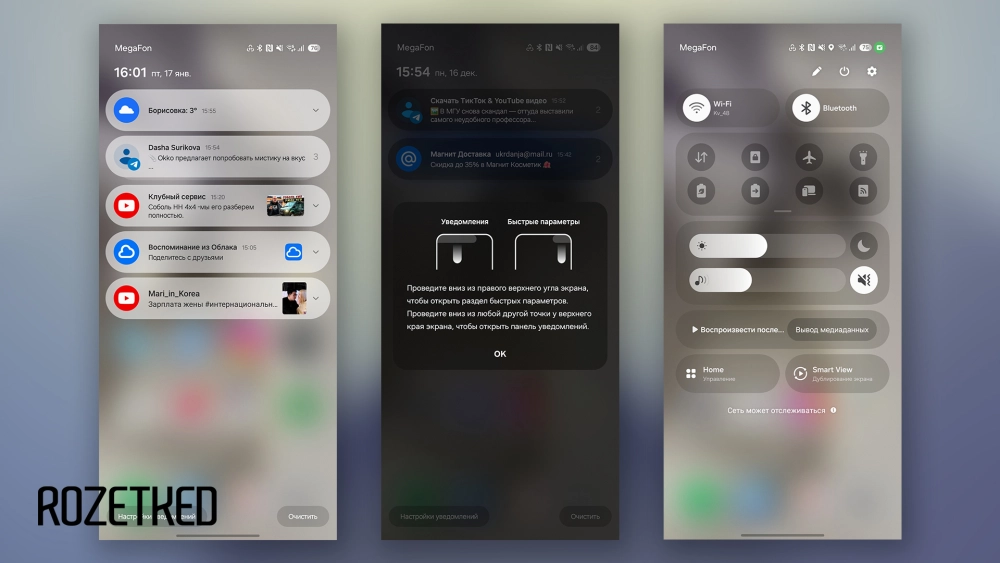 MegaFon
78
16:01 пт, 17 янв.
Борисовка: 3° 15:55
Dasha Surikova 15:54
Okko предлагает попробовать мистику на вкус
...
3
Клубный сервис 15:20
Соболь НН 4х4 -мы его разберем
полностью.
Воспоминание из Облака 15:05
Поделитесь с друзьями
Mari_in_Korea
Зарплата жены #интернациональн...
Настройки уведомлений
Очистить
ROZETKED
MegaFon
84
15:54 пн, 16 дек.
Скачать TikTok & YouTube видео 15:53
В МГУ снова скандал — оттуда выставили
самого неудобного профессора...
2
Магнит Доставка ukrdanja@mail.ru 15:42
Скидка до 35% в Магнит Косметик
2
Уведомления
Быстрые параметры
Проведите вниз из правого верхнего угла экрана,
чтобы открыть раздел быстрых параметров.
Проведите вниз из любой другой точки у верхнего
края экрана, чтобы открыть панель уведомлений.
OK
Настройки уведомлений
Очистить
MegaFon
78
Wi-Fi
Kv_48
Bluetooth
Воспроизвести после...
Вывод медиаданных
Home
Управление
Smart View
Дублирование экрана
Сеть может отслеживаться